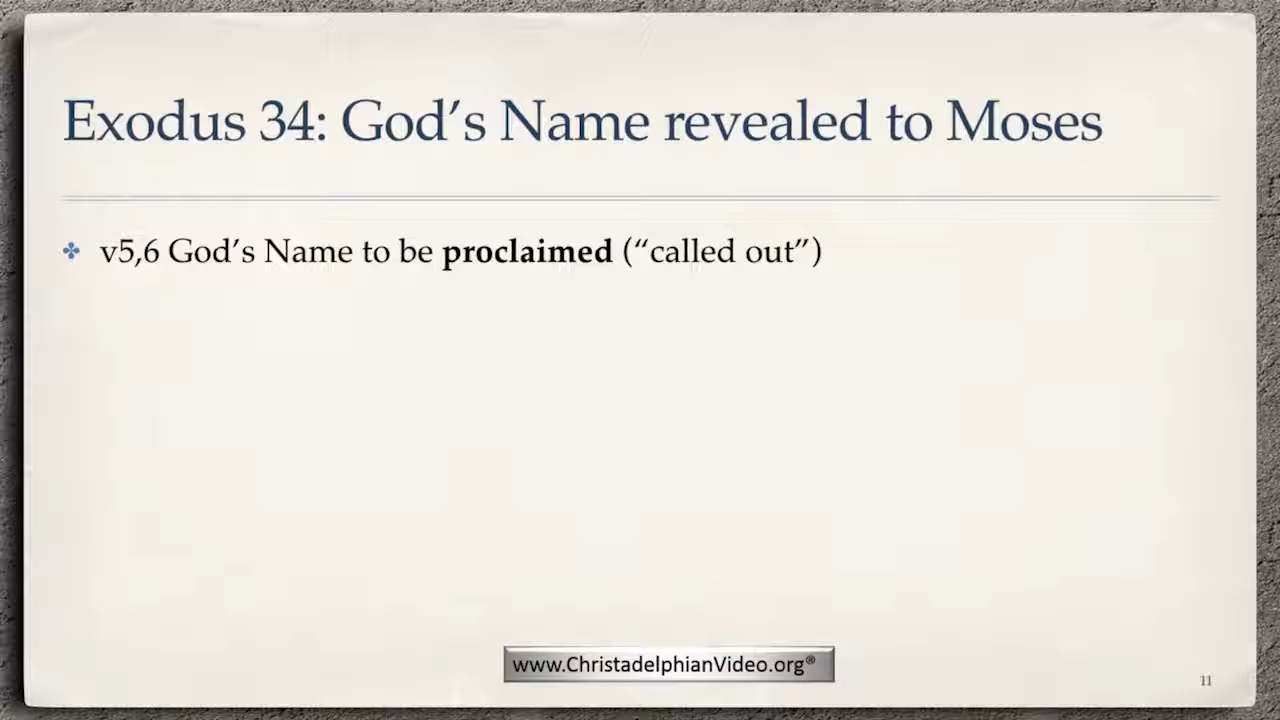 Exodus 34: God’s Name revealed to Moses
v5,6 God’s Name to be proclaimed (“called out”)
www.ChristadelphianVideo.org®
11